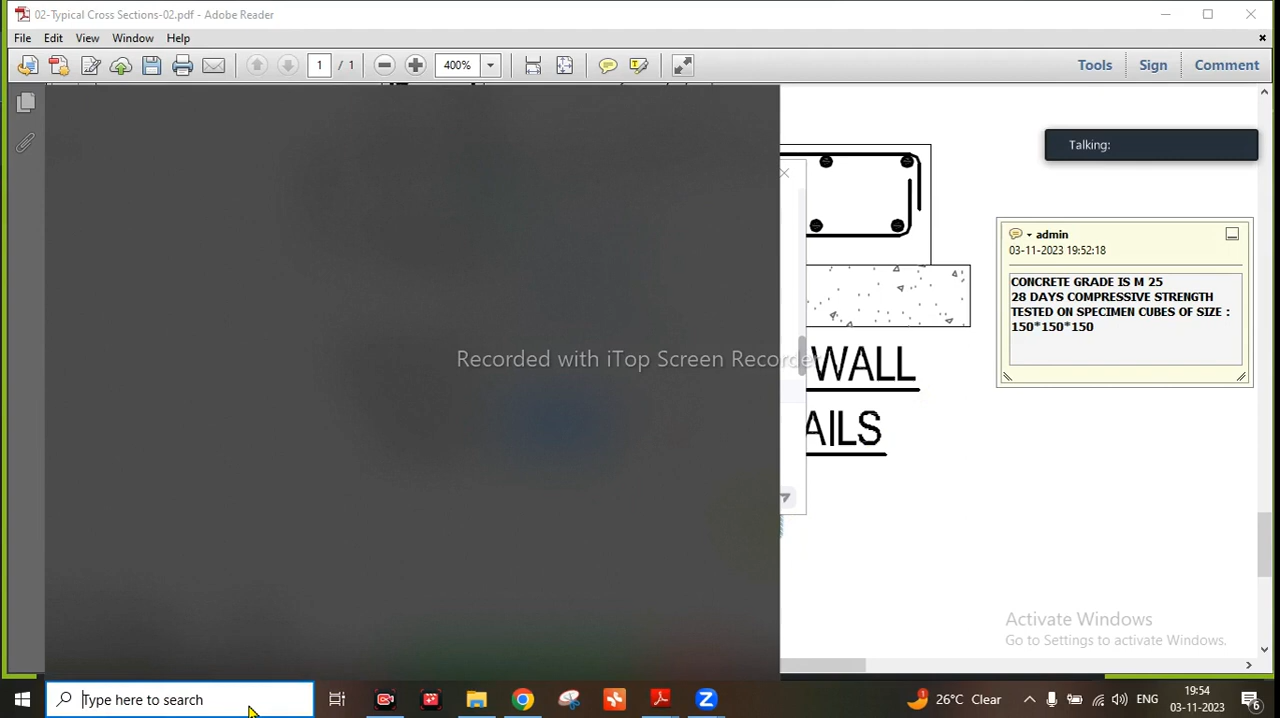 02-Typical Cross Sections-02.pdf - Adobe Reader
File Edit View Window Help
1 / 1 400% Tools Sign Comment
Talking:
admin
03-11-2023 19:52:18
CONCRETE GRADE IS M 25
28 DAYS COMPRESSIVE STRENGTH
TESTED ON SPECIMEN CUBES OF SIZE :
150*150*150
Recorded with iTop Screen Recorder
WALL
AILS
Activate Windows
Go to Settings to activate Windows.
Type here to search
1 26°C Clear ENG 19:54
03-11-2023 6